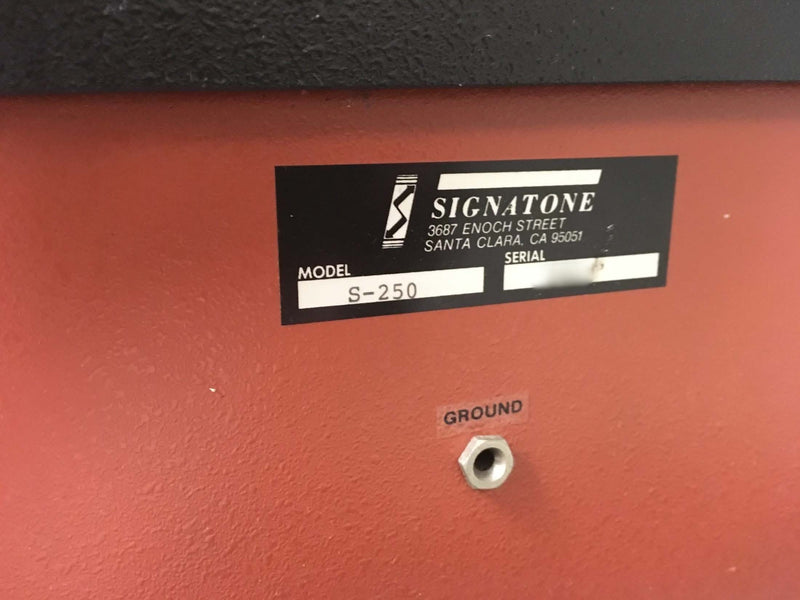 SIGNATONE
3687 ENOCH STREET
SANTA CLARA, CA 95051
MODEL
SERIAL
S-250
GROUND